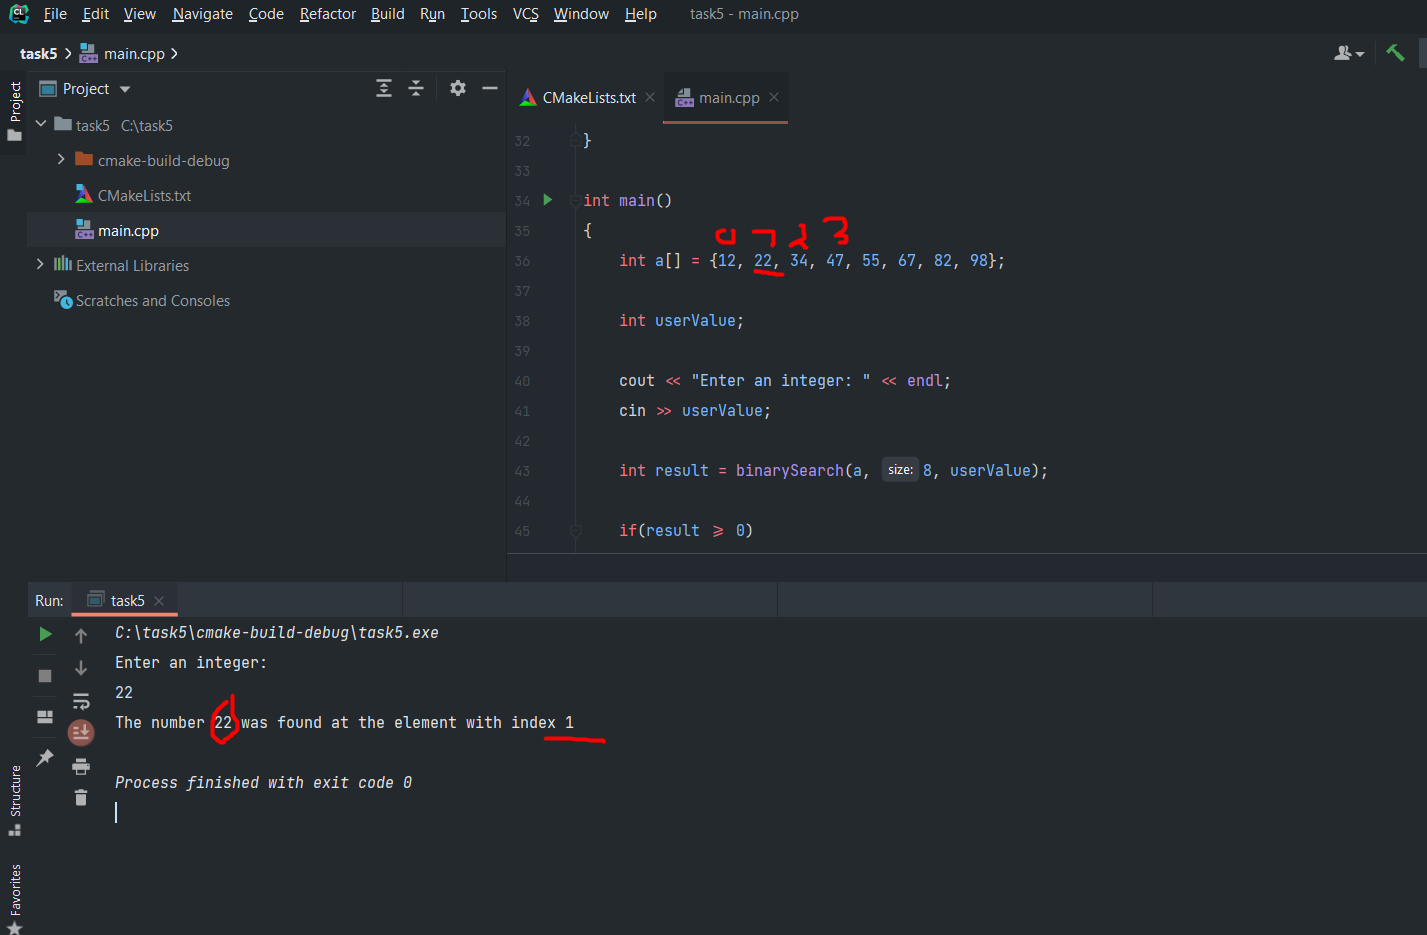 File Edit View Navigate Code Refactor Build Run Tools VCS Window Help task5 - main.cpp
task5 main.cpp
Project
Project
CMakeLists.txt main.cpp
task5 C:\task5
cmake-build-debug
CMakeLists.txt
main.cpp
External Libraries
Scratches and Consoles
32 }
33
34 int main()
35 {
0 1 2 3
36 int a[] = {12, 22, 34, 47, 55, 67, 82, 98};
37
38 int userValue;
39
40 cout << "Enter an integer: " << endl;
41 cin >> userValue;
42
43 int result = binarySearch(a, size: 8, userValue);
44
45 if(result >= 0)
Run: task5
C:\task5\cmake-build-debug\task5.exe
Enter an integer:
22
The number 22 was found at the element with index 1
Process finished with exit code 0
Structure
Favorites